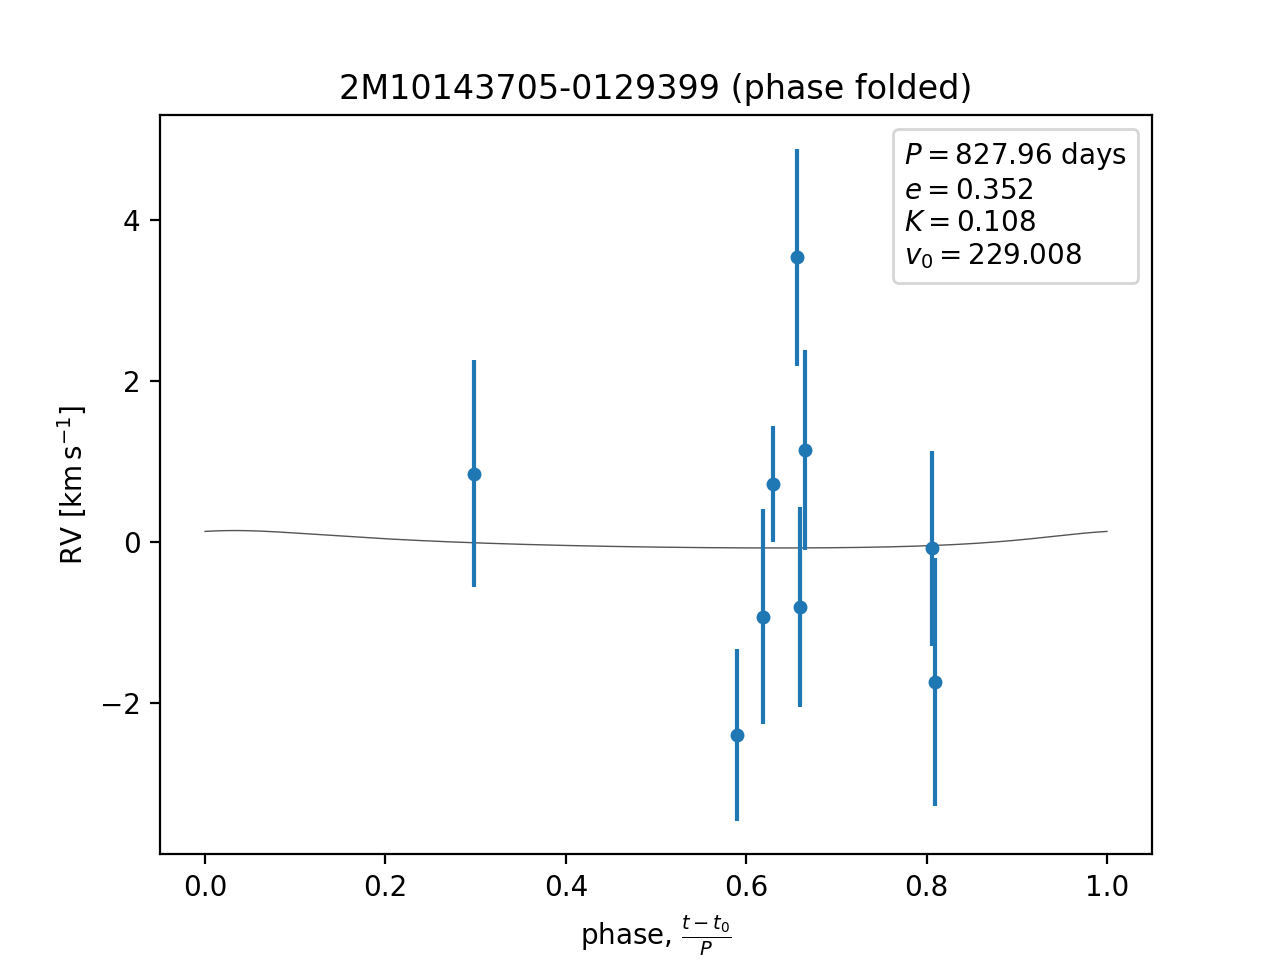 2M10143705-0129399 (phase folded)
P = 827.96 days
e = 0.352
K = 0.108
v₀ = 229.008
RV [km s⁻¹]
4
2
0
−2
0.0 0.2 0.4 0.6 0.8 1.0
phase, (t − t₀)/P